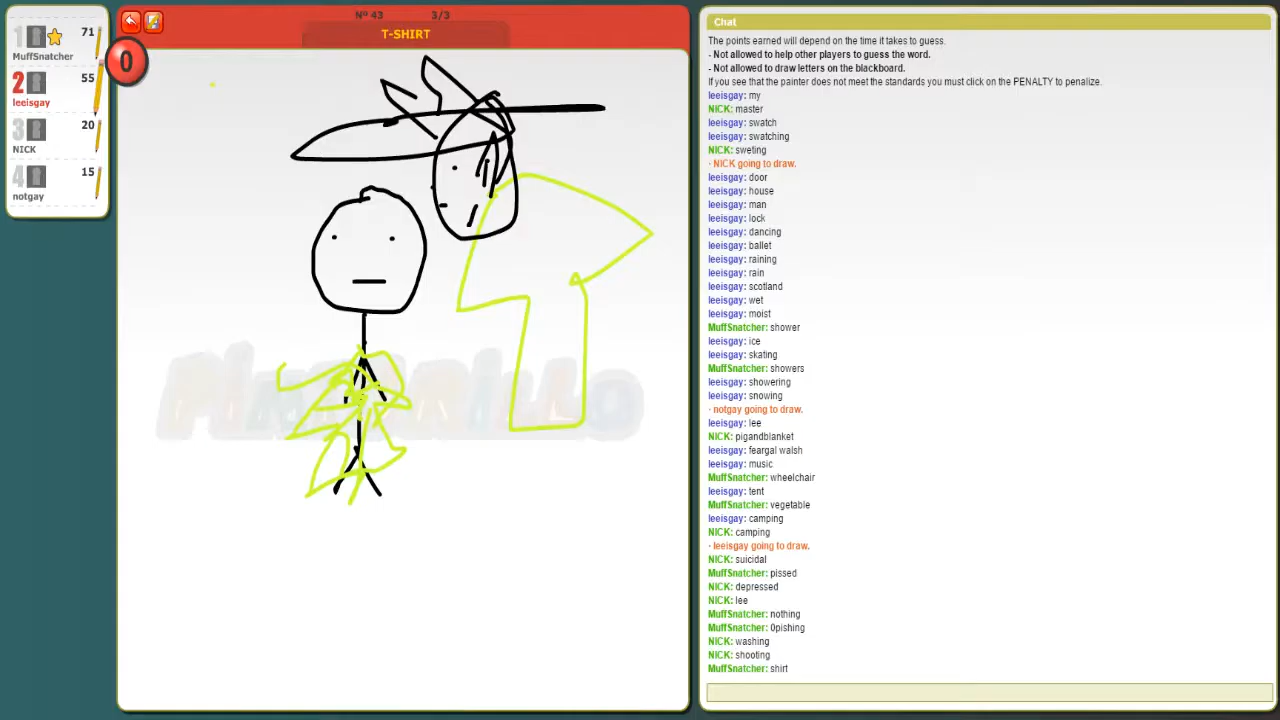 Nº 43
3/3
T-SHIRT
0
1
71
MuffSnatcher
2
55
leeisgay
3
20
NICK
4
15
notgay
Chat
The points earned will depend on the time it takes to guess.
- Not allowed to help other players to guess the word.
- Not allowed to draw letters on the blackboard.
If you see that the painter does not meet the standards you must click on the PENALTY to penalize.
leeisgay: my
NICK: master
leeisgay: swatch
leeisgay: swatching
NICK: sweting
· NICK going to draw.
leeisgay: door
leeisgay: house
leeisgay: man
leeisgay: lock
leeisgay: dancing
leeisgay: ballet
leeisgay: raining
leeisgay: rain
leeisgay: scotland
leeisgay: wet
leeisgay: moist
MuffSnatcher: shower
leeisgay: ice
leeisgay: skating
MuffSnatcher: showers
leeisgay: showering
leeisgay: snowing
· notgay going to draw.
leeisgay: lee
NICK: pigandblanket
leeisgay: feargal walsh
leeisgay: music
MuffSnatcher: wheelchair
leeisgay: tent
MuffSnatcher: vegetable
leeisgay: camping
NICK: camping
· leeisgay going to draw.
NICK: suicidal
MuffSnatcher: pissed
NICK: depressed
NICK: lee
MuffSnatcher: nothing
MuffSnatcher: 0pishing
NICK: washing
NICK: shooting
MuffSnatcher: shirt